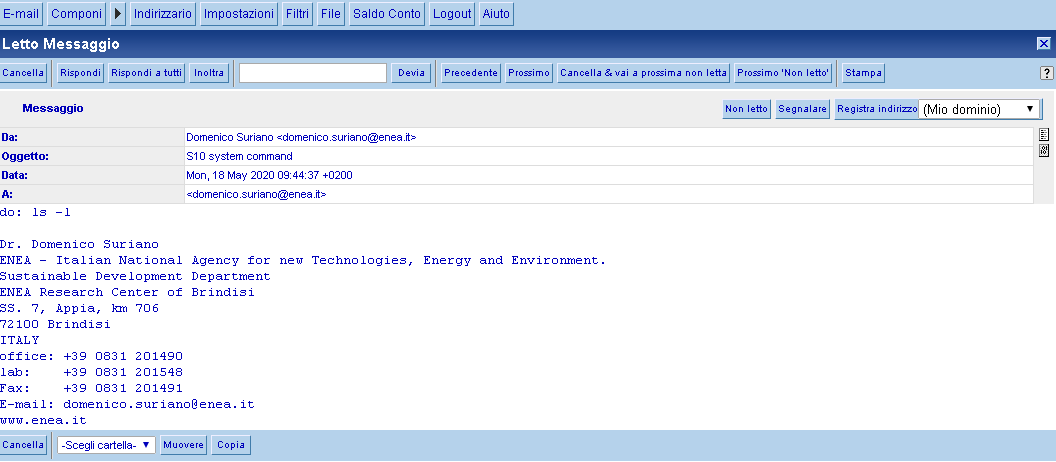 E-mail Componi Indirizzario Impostazioni Filtri File Saldo Conto Logout Aiuto
Letto Messaggio
Cancella Rispondi Rispondi a tutti Inoltra Devia Precedente Prossimo Cancella & vai a prossima non letta Prossimo 'Non letto' Stampa ?
Messaggio Non letto Segnalare Registra indirizzo (Mio dominio)
Da: Domenico Suriano <domenico.suriano@enea.it>
Oggetto: S10 system command
Data: Mon, 18 May 2020 09:44:37 +0200
A: <domenico.suriano@enea.it>
do: ls -l
Dr. Domenico Suriano
ENEA - Italian National Agency for new Technologies, Energy and Environment.
Sustainable Development Department
ENEA Research Center of Brindisi
SS. 7, Appia, km 706
72100 Brindisi
ITALY
office: +39 0831 201490
lab: +39 0831 201548
Fax: +39 0831 201491
E-mail: domenico.suriano@enea.it
www.enea.it
Cancella -Scegli cartella- Muovere Copia